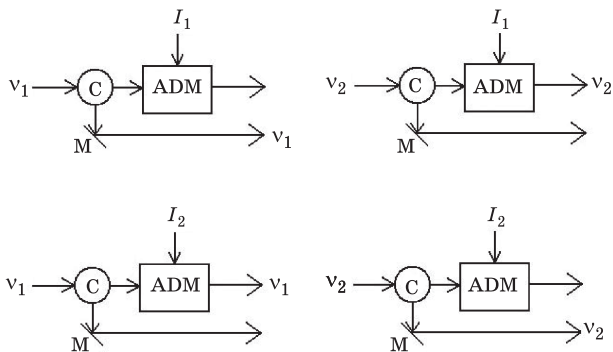 I₁
ν₁ C ADM
M ν₁
I₁
ν₂ C ADM ν₂
M
I₂
ν₁ C ADM ν₁
M
I₂
ν₂ C ADM
M ν₂